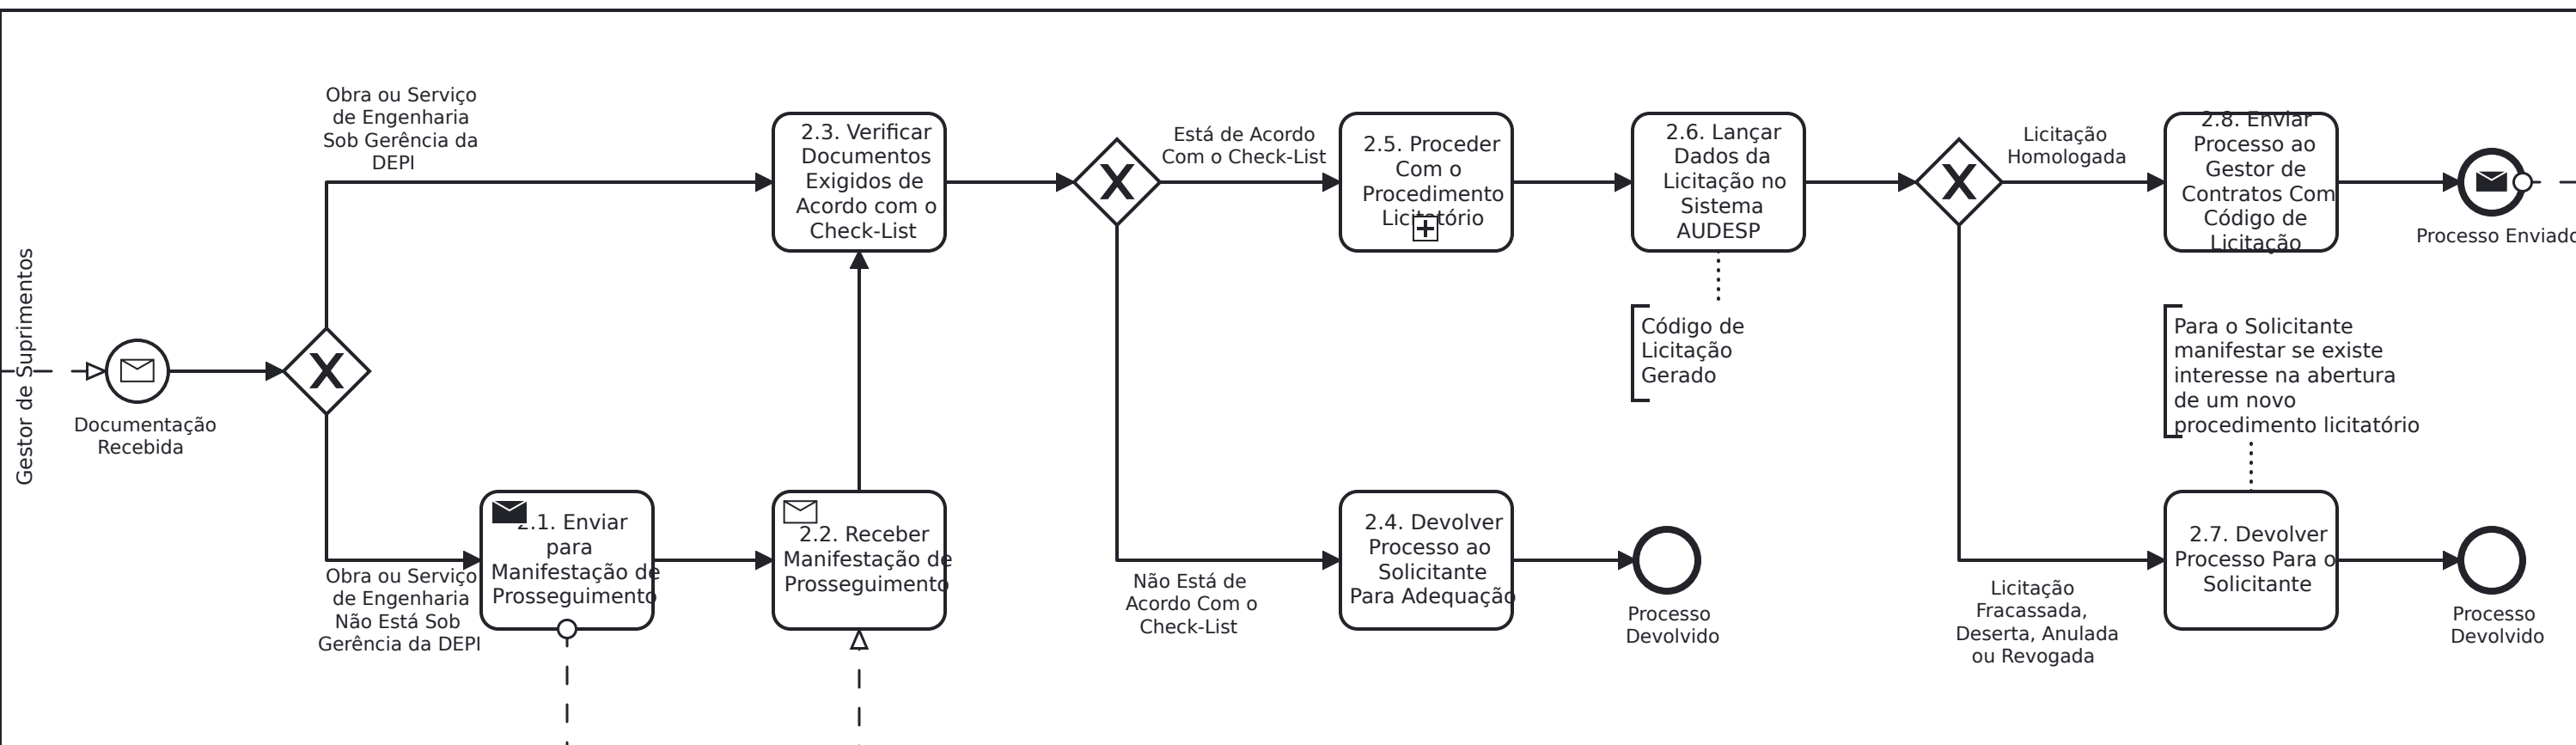 Gestor de Suprimentos
Documentação
Recebida
Obra ou Serviço
de Engenharia
Sob Gerência da
DEPI
Obra ou Serviço
de Engenharia
Não Está Sob
Gerência da DEPI
2.1. Enviar
para
Manifestação de
Prosseguimento
2.2. Receber
Manifestação de
Prosseguimento
2.3. Verificar
Documentos
Exigidos de
Acordo com o
Check-List
Está de Acordo
Com o Check-List
Não Está de
Acordo Com o
Check-List
2.4. Devolver
Processo ao
Solicitante
Para Adequação
Processo
Devolvido
2.5. Proceder
Com o
Procedimento
Licitatório
2.6. Lançar
Dados da
Licitação no
Sistema
AUDESP
Código de
Licitação
Gerado
Licitação
Homologada
Licitação
Fracassada,
Deserta, Anulada
ou Revogada
2.8. Enviar
Processo ao
Gestor de
Contratos Com
Código de
Licitação
Processo Enviado
Para o Solicitante
manifestar se existe
interesse na abertura
de um novo
procedimento licitatório
2.7. Devolver
Processo Para o
Solicitante
Processo
Devolvido